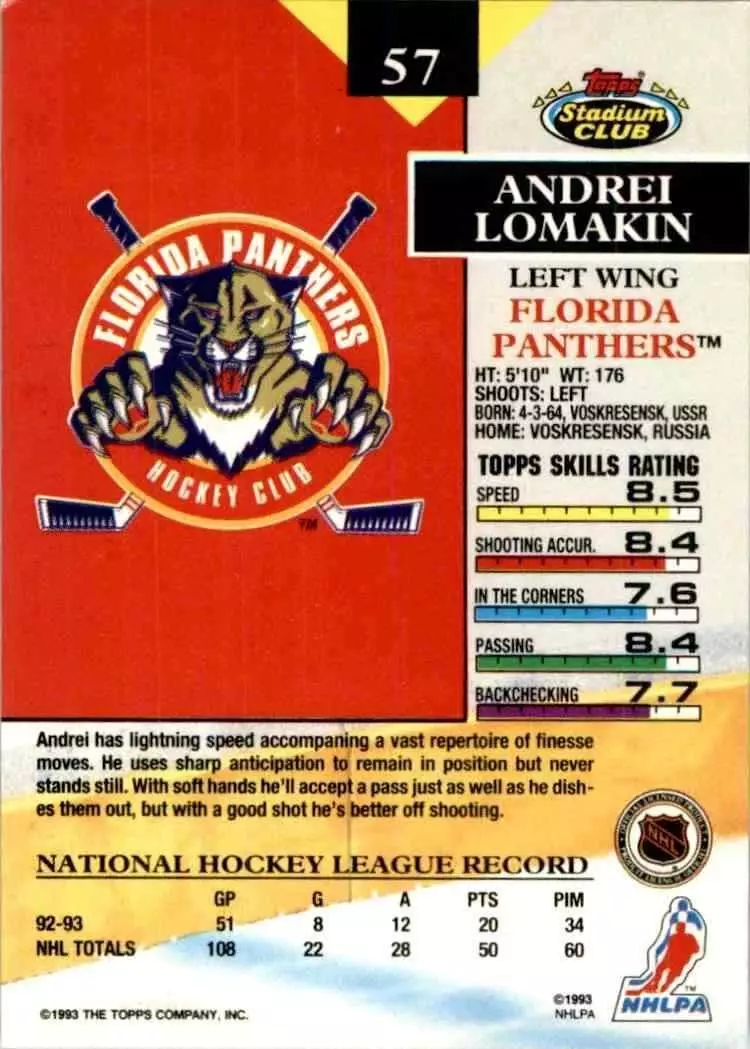 57
Topps
Stadium
CLUB
ANDREI
LOMAKIN
LEFT WING
FLORIDA
PANTHERS™
HT: 5'10" WT: 176
SHOOTS: LEFT
BORN: 4-3-64, VOSKRESENSK, USSR
HOME: VOSKRESENSK, RUSSIA
FLORIDA PANTHERS
HOCKEY CLUB
TM
TOPPS SKILLS RATING
SPEED 8.5
SHOOTING ACCUR. 8.4
IN THE CORNERS 7.6
PASSING 8.4
BACKCHECKING 7.7
Andrei has lightning speed accompaning a vast repertoire of finesse
moves. He uses sharp anticipation to remain in position but never
stands still. With soft hands he'll accept a pass just as well as he dish-
es them out, but with a good shot he's better off shooting.
NATIONAL HOCKEY LEAGUE RECORD
GP G A PTS PIM
92-93 51 8 12 20 34
NHL TOTALS 108 22 28 50 60
NHL
TM
NHLPA
©1993 THE TOPPS COMPANY, INC.
©1993
NHLPA